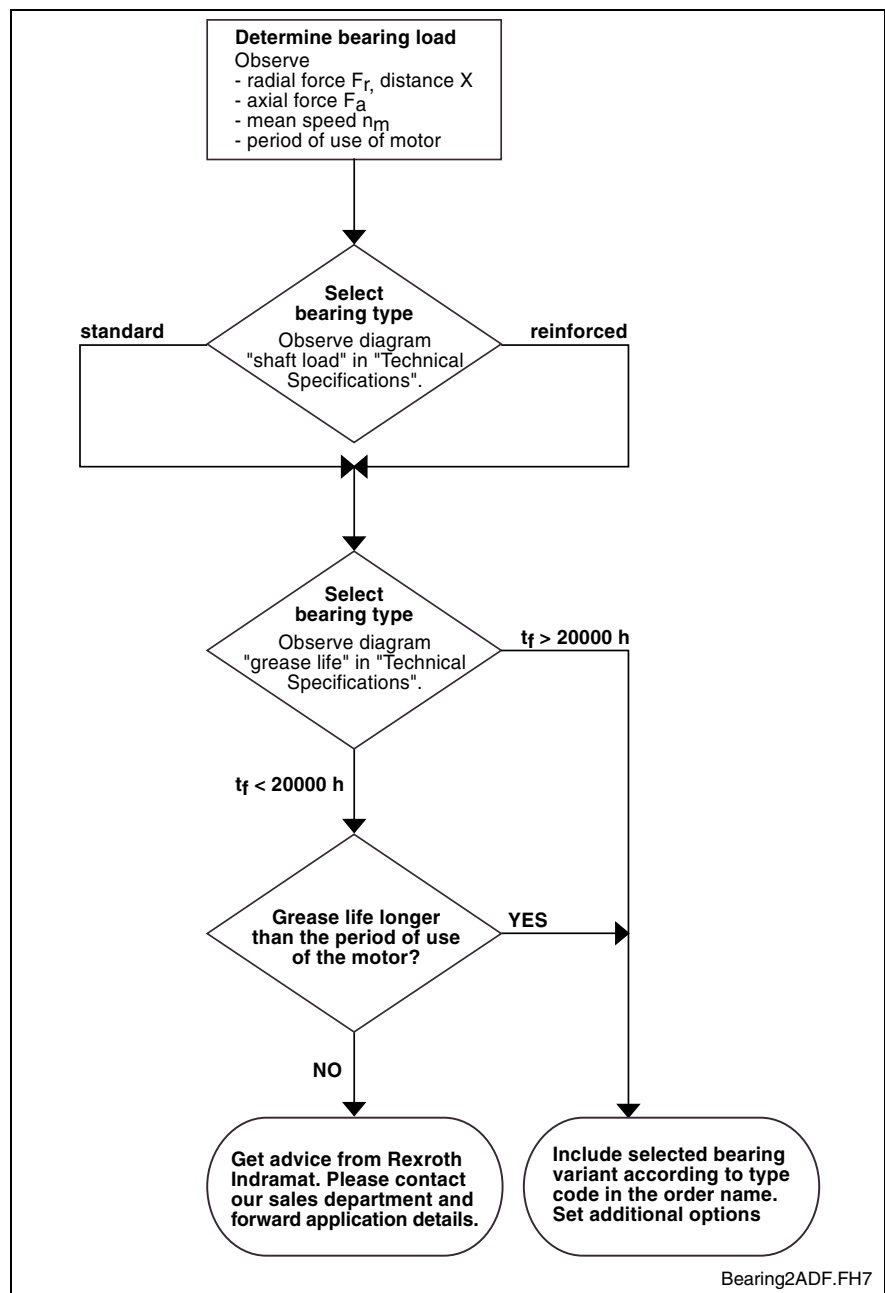 Determine bearing load
Observe
- radial force Fr, distance X
- axial force Fa
- mean speed nm
- period of use of motor
Select
bearing type
Observe diagram
"shaft load" in "Technical
Specifications".
standard
reinforced
Select
bearing type
Observe diagram
"grease life" in "Technical
Specifications".
tf > 20000 h
tf < 20000 h
Grease life longer
than the period of use
of the motor?
YES
NO
Get advice from Rexroth
Indramat. Please contact
our sales department and
forward application details.
Include selected bearing
variant according to type
code in the order name.
Set additional options
Bearing2ADF.FH7